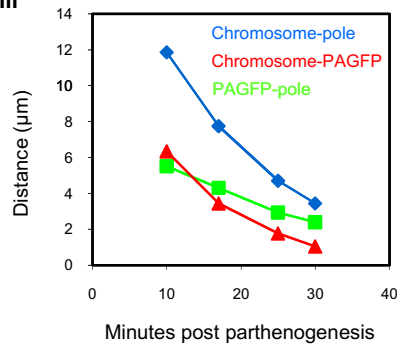 III
14
12
10
8
6
4
2
0
Distance (μm)
Chromosome-pole
Chromosome-PAGFP
PAGFP-pole
0 10 20 30 40
Minutes post parthenogenesis